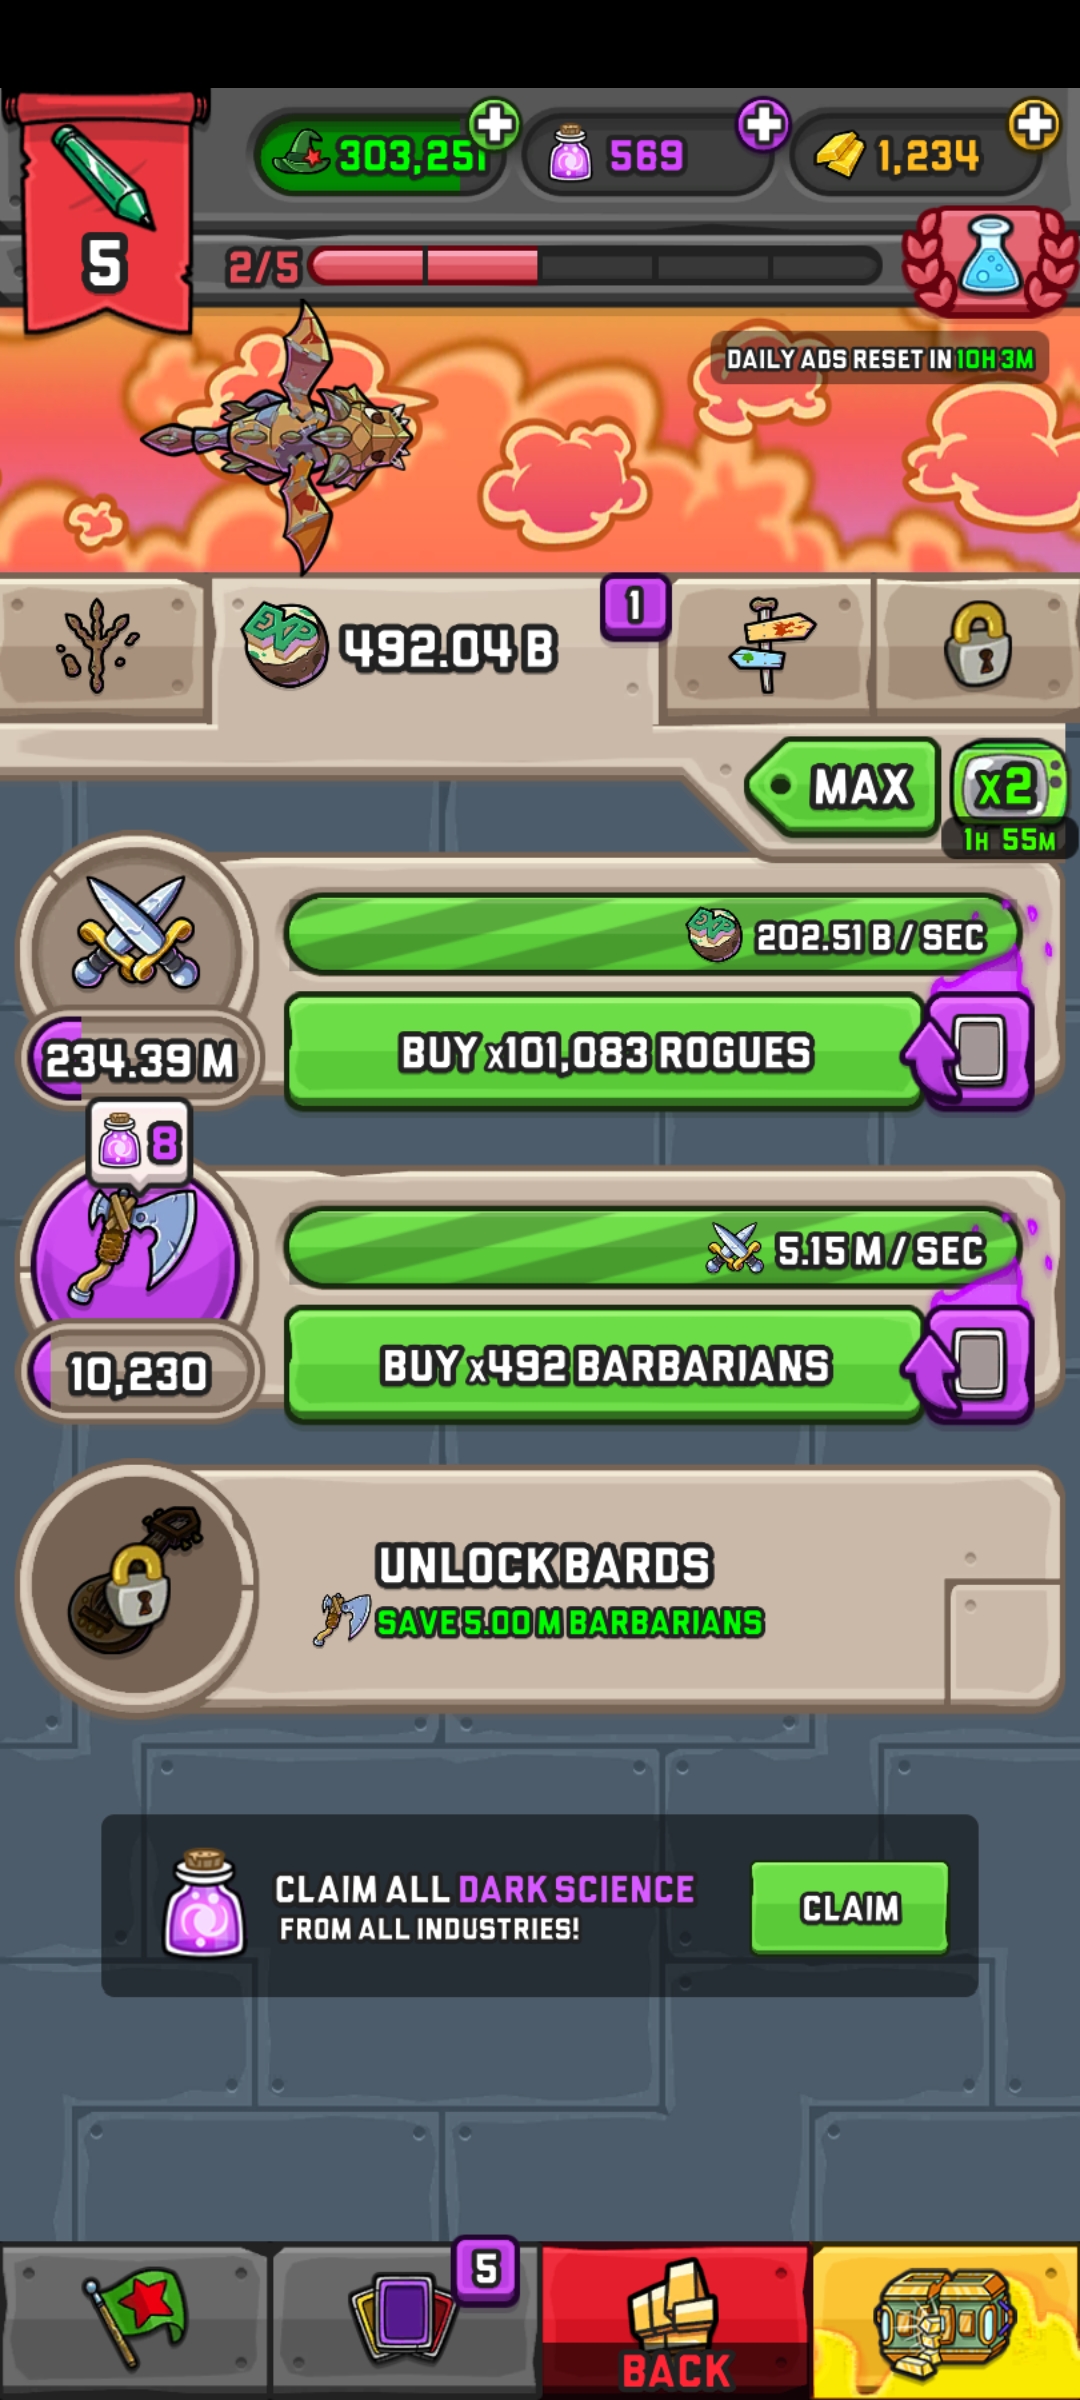 303,251
569
1,234
5
2/5
DAILY ADS RESET IN 10H 3M
EXP
492.04 B
1
MAX
x2
1H 55M
EXP
202.51 B / SEC
234.39 M
BUY x101,083 ROGUES
8
5.15 M / SEC
10,230
BUY x492 BARBARIANS
UNLOCK BARDS
SAVE 5.00 M BARBARIANS
CLAIM ALL DARK SCIENCE
FROM ALL INDUSTRIES!
CLAIM
5
BACK